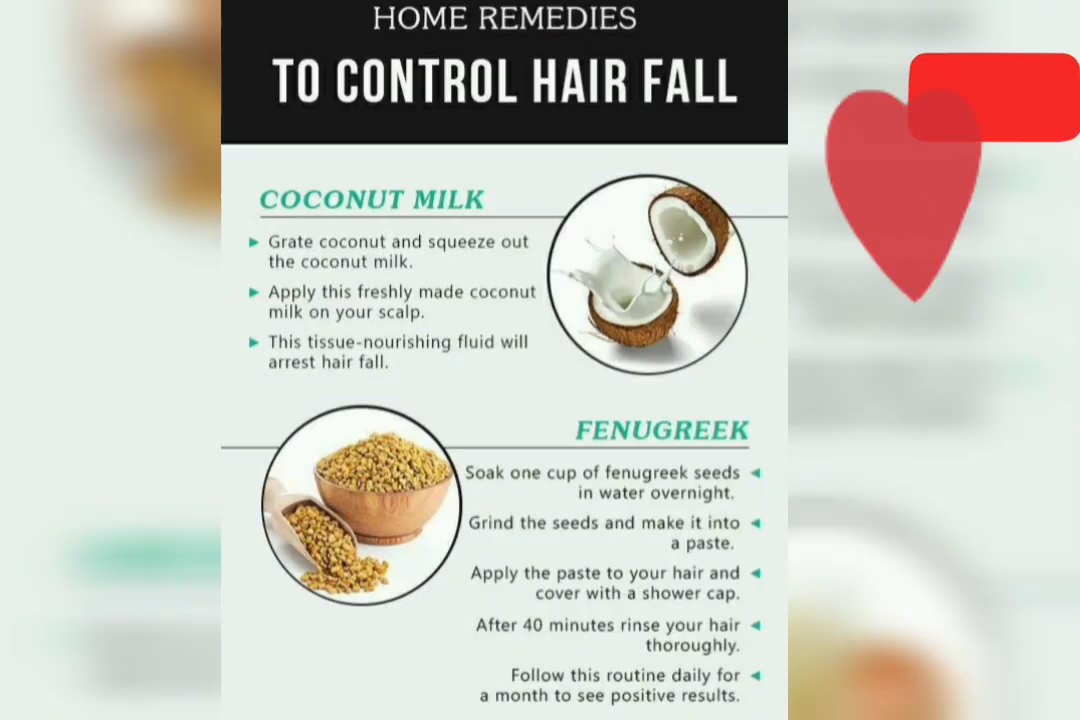 HOME REMEDIES
TO CONTROL HAIR FALL
COCONUT MILK
Grate coconut and squeeze out
the coconut milk.
Apply this freshly made coconut
milk on your scalp.
This tissue-nourishing fluid will
arrest hair fall.
FENUGREEK
Soak one cup of fenugreek seeds
in water overnight.
Grind the seeds and make it into
a paste.
Apply the paste to your hair and
cover with a shower cap.
After 40 minutes rinse your hair
thoroughly.
Follow this routine daily for
a month to see positive results.